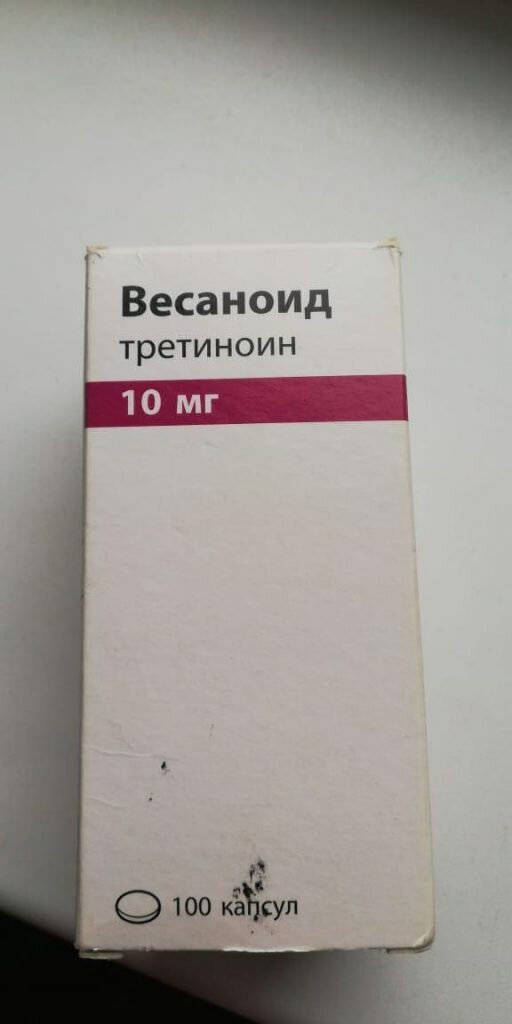 Весаноид
третиноин
10 мг
100 капсул